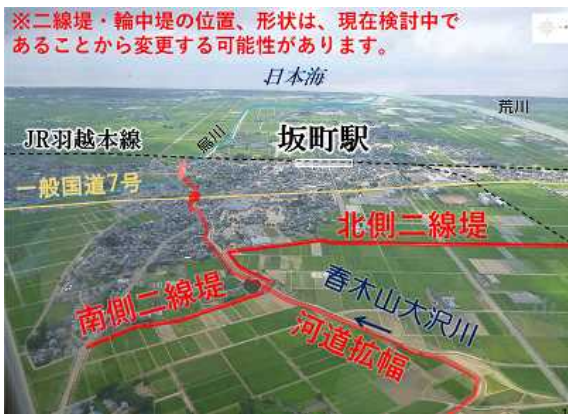 ※二線堤・輪中堤の位置、形状は、現在検討中で
あることから変更する可能性があります。
日本海
荒川
JR羽越本線
烏川
坂町駅
一般国道7号
北側二線堤
南側二線堤
春木山大沢川
河道拡幅